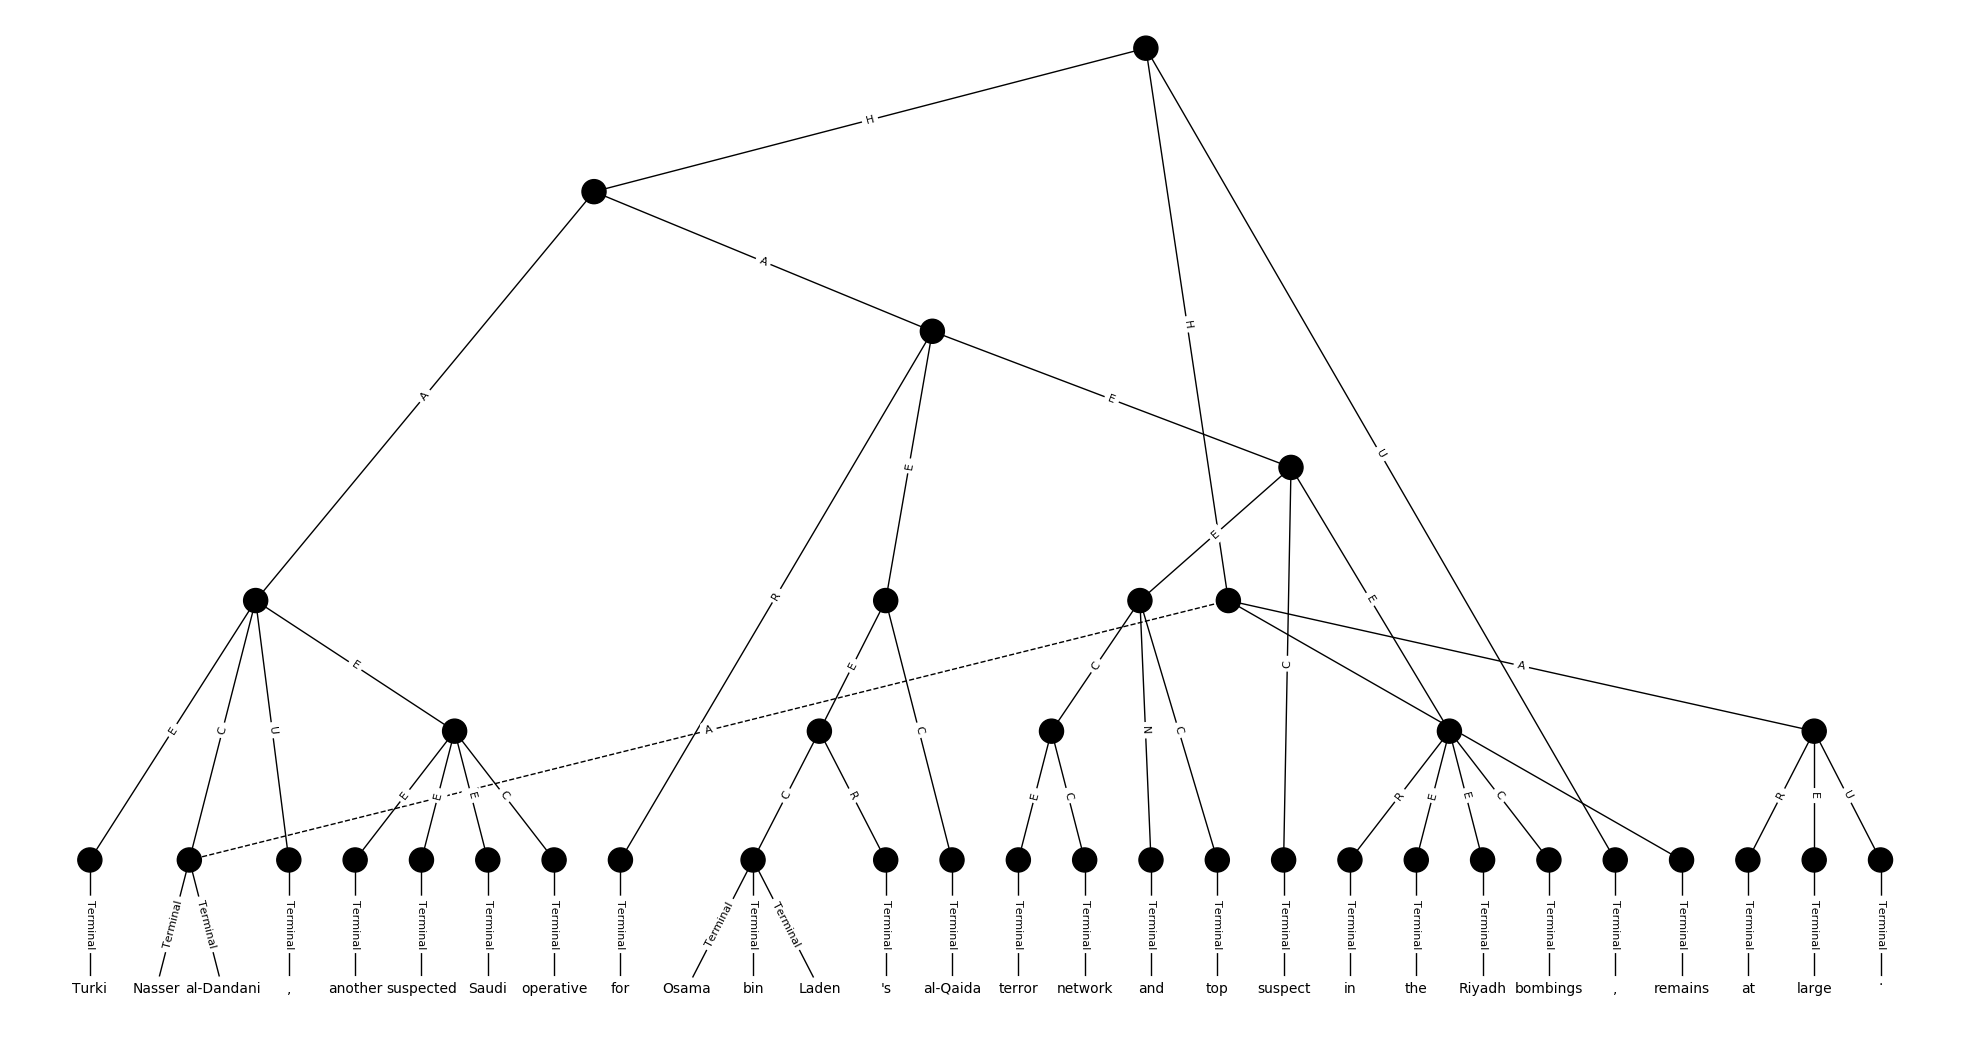 H
A
A
E
H
U
A
R
E
E
C
E
E
E
C
A
E
C
U
A
C
N
C
C
E
E
E
C
C
R
E
C
R
E
E
C
R
E
U
Terminal Terminal Terminal Terminal Terminal Terminal Terminal Terminal Terminal Terminal Terminal Terminal Terminal Terminal Terminal Terminal Terminal Terminal Terminal Terminal Terminal Terminal Terminal Terminal Terminal Terminal Terminal Terminal
Turki Nasser al-Dandani , another suspected Saudi operative for Osama bin Laden 's al-Qaida terror network and top suspect in the Riyadh bombings , remains at large .